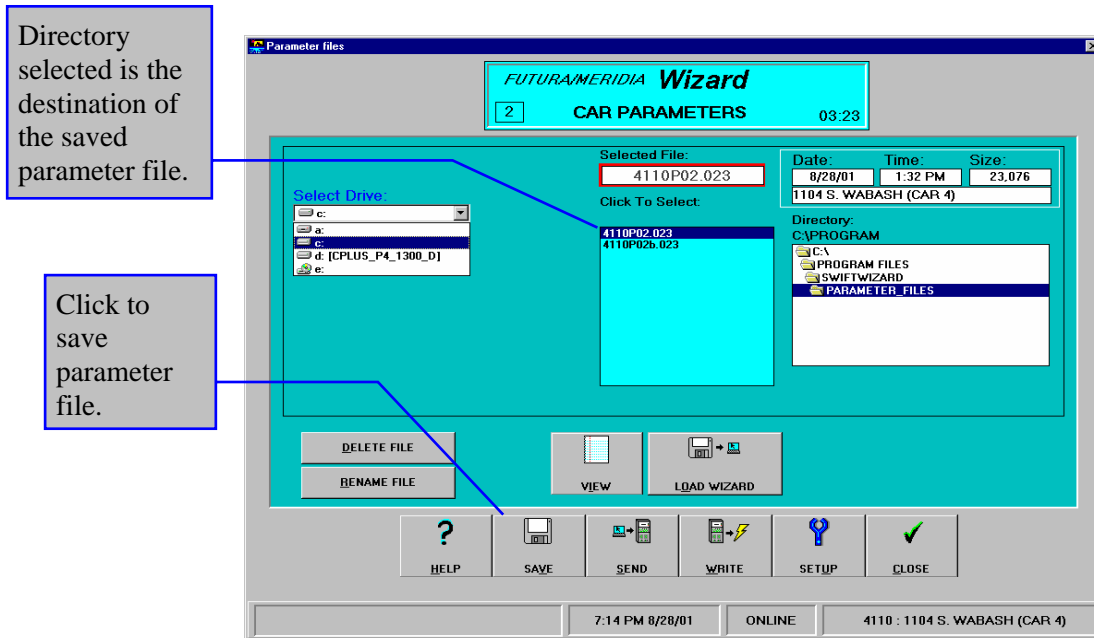 Directory
selected is the
destination of
the saved
parameter file.
Click to
save
parameter
file.
Parameter files
FUTURA/MERIDIA Wizard
2 CAR PARAMETERS 03:23
Select Drive:
c:
a:
c:
d: [CPLUS_P4_1300_D]
e:
Selected File:
4110P02.023
Click To Select:
4110P02.023
4110P02b.023
Date: Time: Size:
8/28/01 1:32 PM 23,076
1104 S. WABASH (CAR 4)
Directory:
C:\PROGRAM
C:\
PROGRAM FILES
SWIFTWIZARD
PARAMETER_FILES
DELETE FILE
RENAME FILE
VIEW
LOAD WIZARD
?
HELP
SAVE
SEND
WRITE
SETUP
CLOSE
7:14 PM 8/28/01 ONLINE 4110 : 1104 S. WABASH (CAR 4)